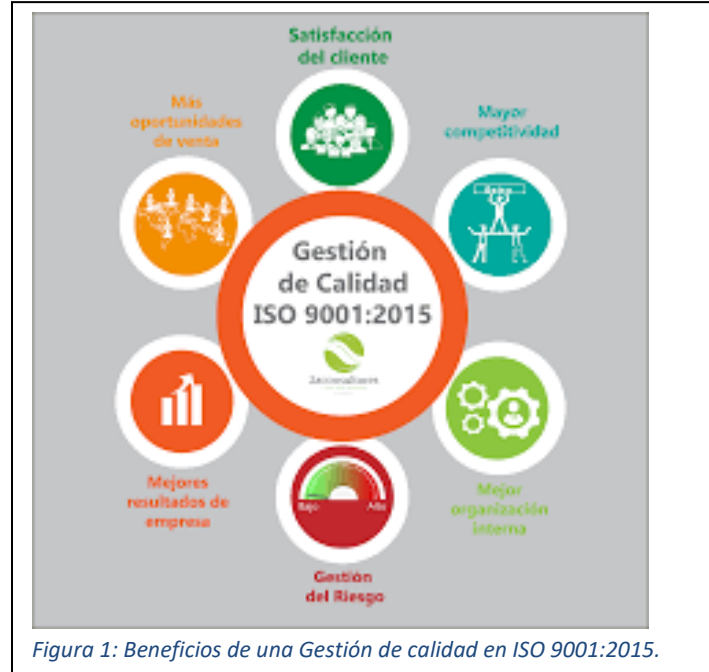 Satisfacción
del cliente
Más
oportunidades
de venta
Mayor
competitividad
Gestión
de Calidad
ISO 9001:2015
Mejores
resultados de
empresa
Bajo
Alto
Mejor
organización
interna
Gestión
del Riesgo
Figura 1: Beneficios de una Gestión de calidad en ISO 9001:2015.